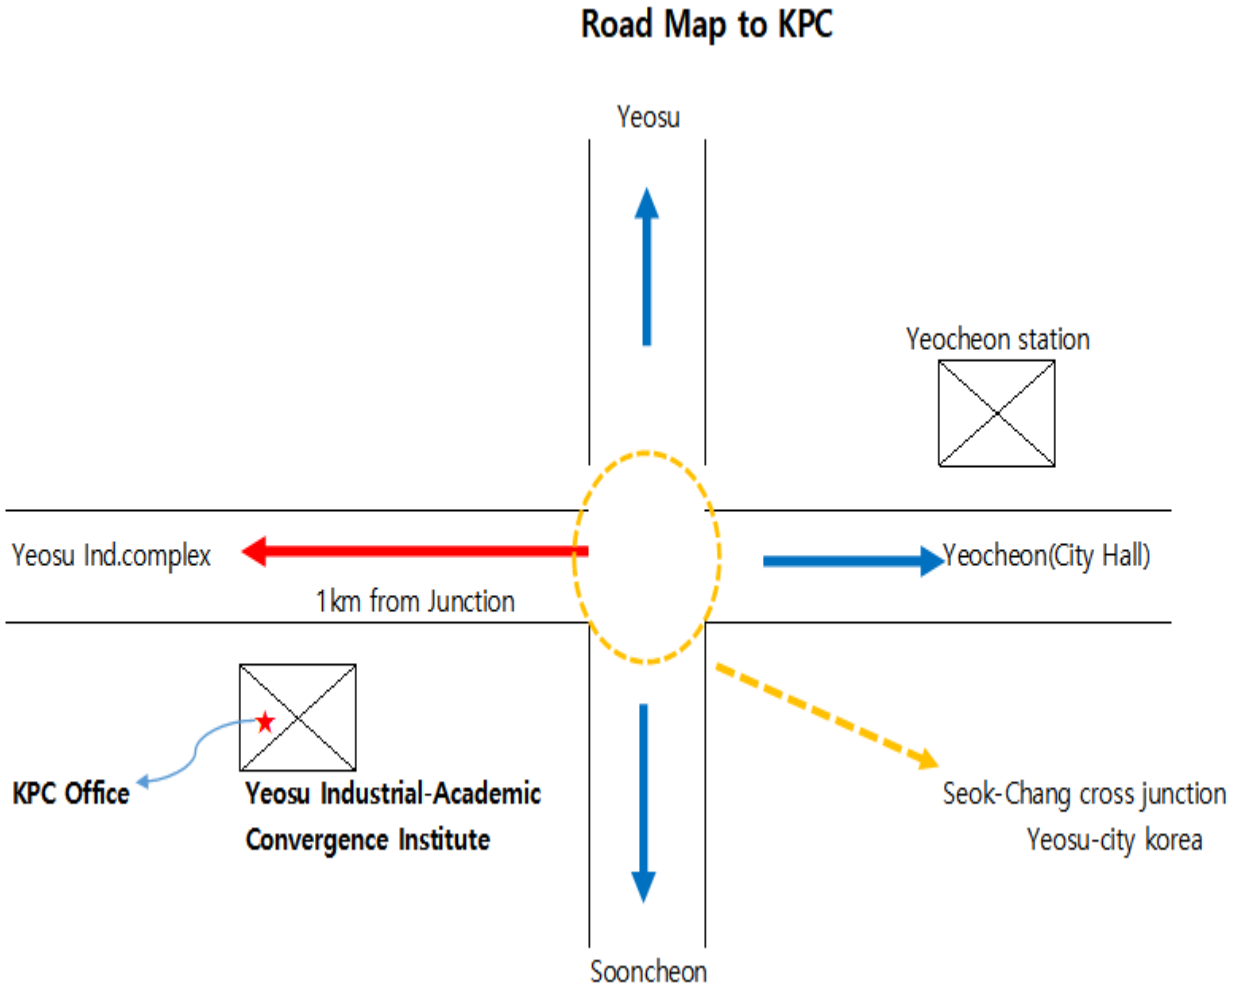 Road Map to KPC
Yeosu
Yeocheon station
Yeosu Ind.complex
Yeocheon(City Hall)
1km from Junction
KPC Office
Yeosu Industrial-Academic
Convergence Institute
Seok-Chang cross junction
Yeosu-city korea
Sooncheon